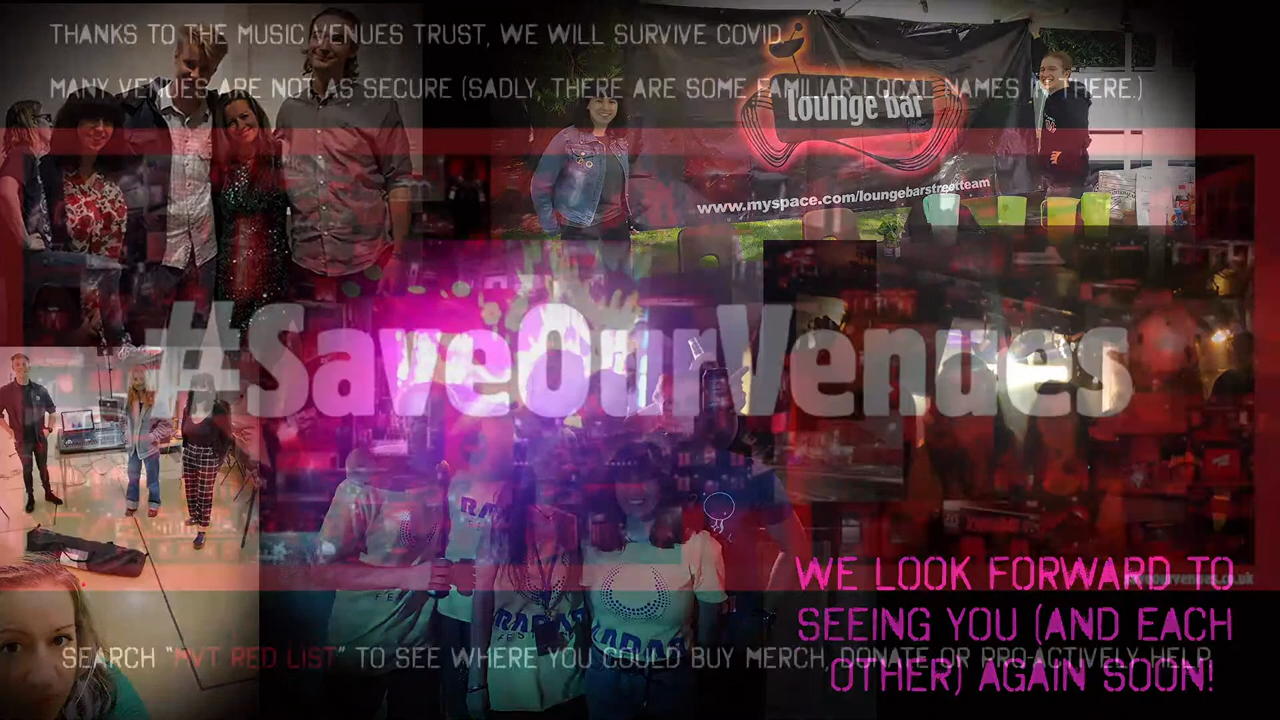 THANKS TO THE MUSIC VENUES TRUST, WE WILL SURVIVE COVID.
MANY VENUES ARE NOT AS SECURE (SADLY, THERE ARE SOME FAMILIAR LOCAL NAMES IN THERE.)
lounge bar
www.myspace.com/loungebarstreetteam
#SaveOurVenues
saveourvenues.co.uk
WE LOOK FORWARD TO
SEEING YOU (AND EACH
OTHER) AGAIN SOON!
SEARCH “MVT RED LIST” TO SEE WHERE YOU COULD BUY MERCH, DONATE OR PRO-ACTIVELY HELP.